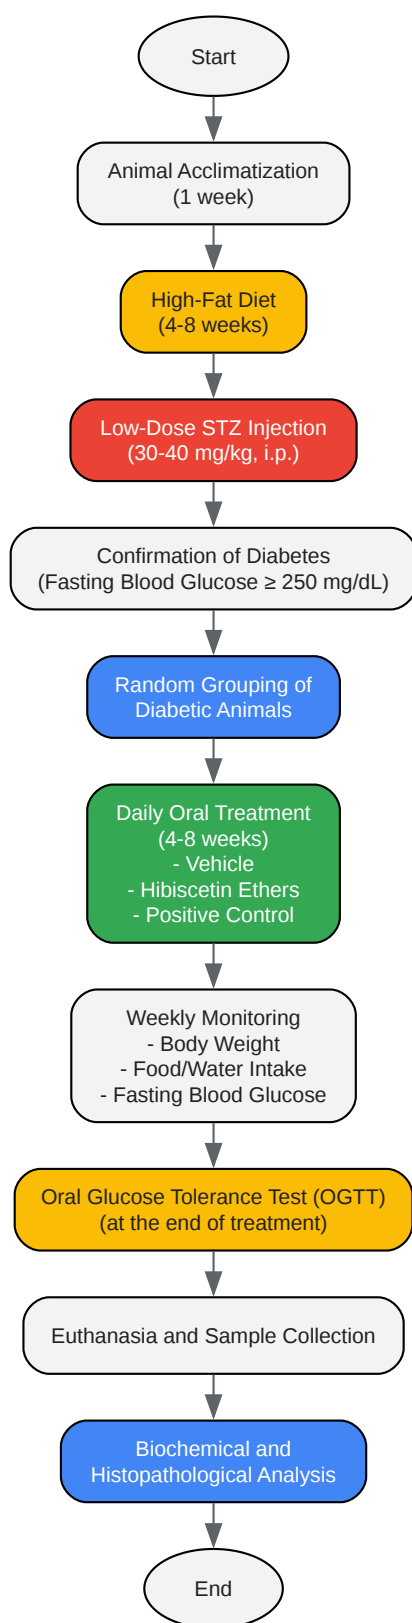 Start
Animal Acclimatization
(1 week)
High-Fat Diet
(4-8 weeks)
Low-Dose STZ Injection
(30-40 mg/kg, i.p.)
Confirmation of Diabetes
(Fasting Blood Glucose ≥ 250 mg/dL)
Random Grouping of
Diabetic Animals
Daily Oral Treatment
(4-8 weeks)
- Vehicle
- Hibiscetin Ethers
- Positive Control
Weekly Monitoring
- Body Weight
- Food/Water Intake
- Fasting Blood Glucose
Oral Glucose Tolerance Test (OGTT)
(at the end of treatment)
Euthanasia and Sample Collection
Biochemical and
Histopathological Analysis
End